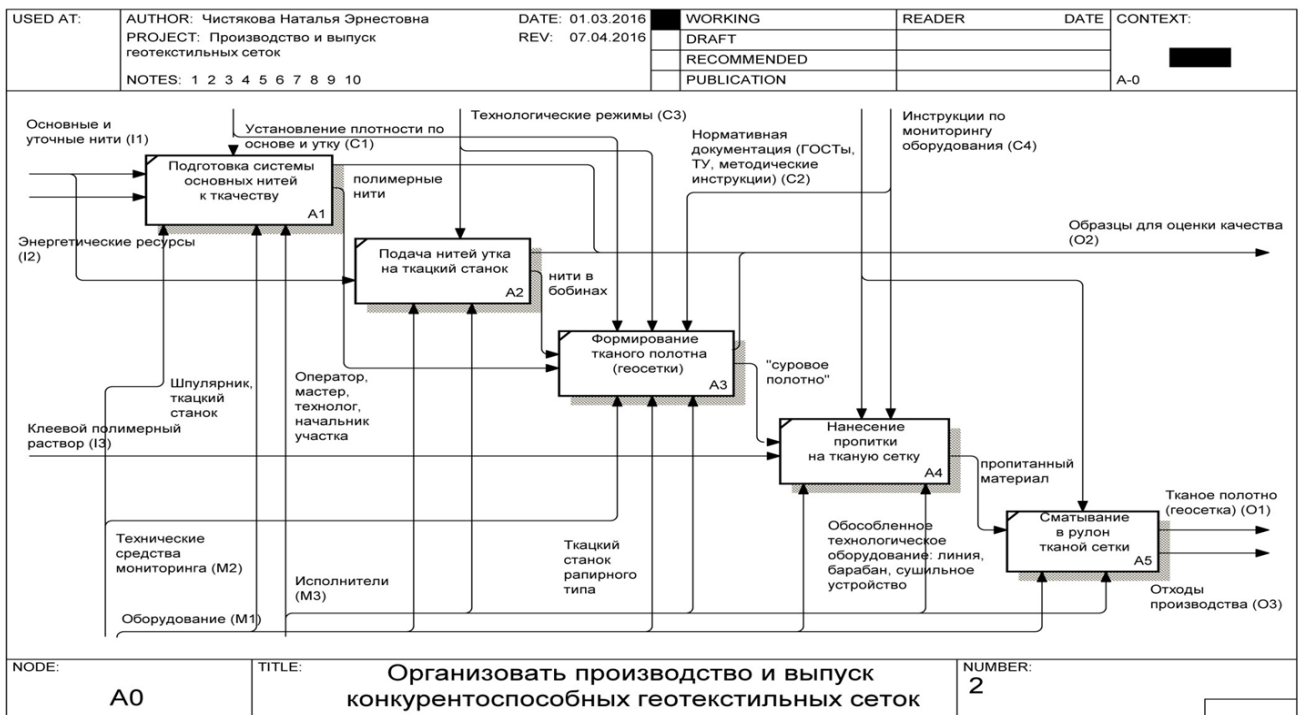 USED AT:
AUTHOR: Чистякова Наталья Эрнестовна
DATE: 01.03.2016
PROJECT: Производство и выпуск
геотекстильных сеток
REV: 07.04.2016
NOTES: 1 2 3 4 5 6 7 8 9 10
WORKING
DRAFT
RECOMMENDED
PUBLICATION
READER
DATE
CONTEXT:
A-0
Основные и
уточные нити (I1)
Установление плотности по
основе и утку (C1)
Технологические режимы (C3)
Нормативная
документация (ГОСТы,
ТУ, методические
инструкции) (C2)
Инструкции по
мониторингу
оборудования (C4)
Подготовка системы
основных нитей
к ткачеству
A1
полимерные
нити
Энергетические ресурсы
(I2)
Подача нитей утка
на ткацкий станок
A2
нити в
бобинах
Образцы для оценки качества
(O2)
Формирование
тканого полотна
(геосетки)
A3
"суровое
полотно"
Шпулярник,
ткацкий
станок
Оператор,
мастер,
технолог,
начальник
участка
Клеевой полимерный
раствор (I3)
Нанесение
пропитки
на тканую сетку
A4
пропитанный
материал
Тканое полотно
(геосетка) (O1)
Сматывание
в рулон
тканой сетки
A5
Отходы
производства (O3)
Технические
средства
мониторинга (M2)
Исполнители
(M3)
Оборудование (M1)
Ткацкий
станок
рапирного
типа
Обособленное
технологическое
оборудование: линия,
барабан, сушильное
устройство
NODE:
A0
TITLE:
Организовать производство и выпуск
конкурентоспособных геотекстильных сеток
NUMBER:
2